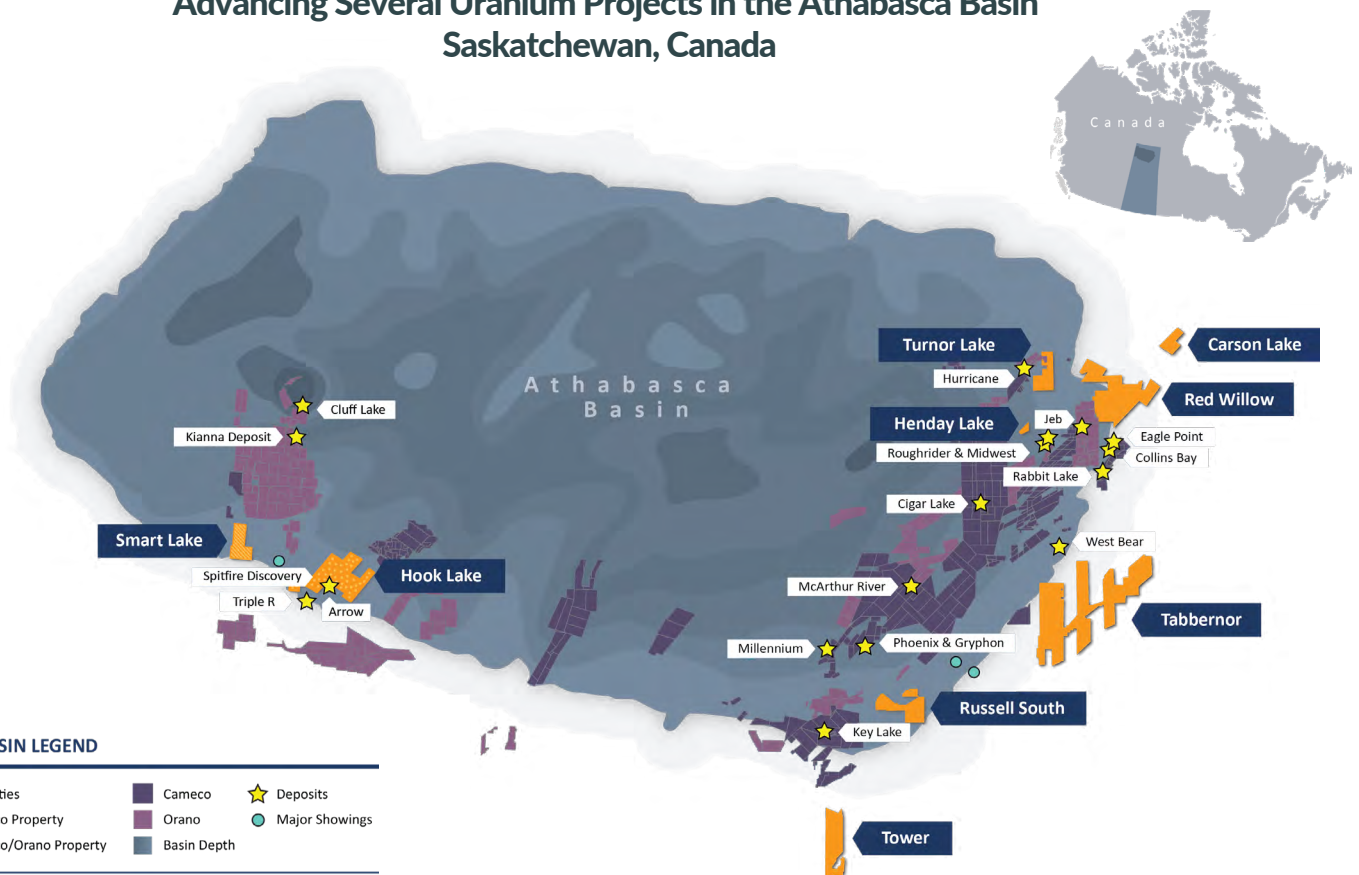 Advancing Several Uranium Projects in the Athabasca Basin
Saskatchewan, Canada
Canada
Athabasca
Basin
Turnor Lake
Hurricane
Carson Lake
Red Willow
Henday Lake
Jeb
Roughrider & Midwest
Eagle Point
Collins Bay
Rabbit Lake
Cluff Lake
Kianna Deposit
Cigar Lake
West Bear
Smart Lake
Spitfire Discovery
Hook Lake
Triple R
Arrow
McArthur River
Tabbernor
Millennium
Phoenix & Gryphon
Russell South
Key Lake
Tower
SIN LEGEND
ties
o Property
o/Orano Property
Cameco
Orano
Basin Depth
Deposits
Major Showings